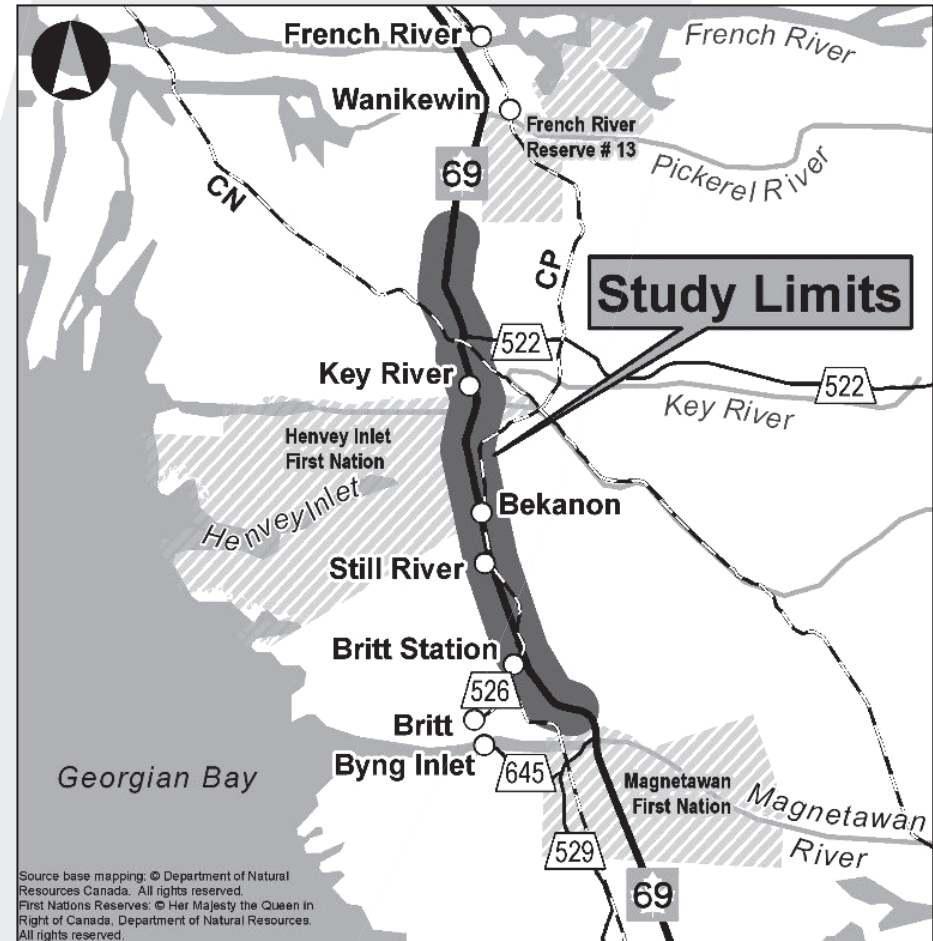 French River
French River
Wanikewin
French River
Reserve # 13
Pickerel River
69
CN
CP
Study Limits
522
522
Key River
Key River
Henvey Inlet
First Nation
Henvey Inlet
Bekanon
Still River
Britt Station
526
Britt
Byng Inlet
645
Georgian Bay
Magnetawan
First Nation
Magnetawan
River
529
69
Source base mapping: © Department of Natural
Resources Canada. All rights reserved.
First Nations Reserves: © Her Majesty the Queen in
Right of Canada, Department of Natural Resources.
All rights reserved.